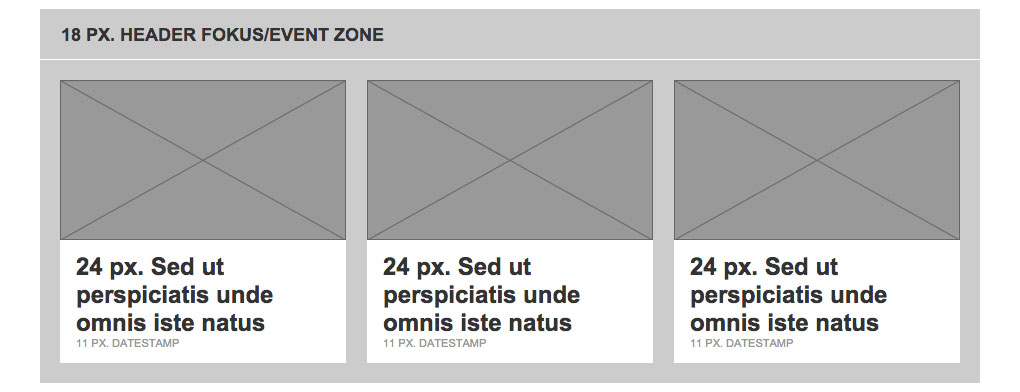 18 PX. HEADER FOKUS/EVENT ZONE
24 px. Sed ut
perspiciatis unde
omnis iste natus
11 PX. DATESTAMP
24 px. Sed ut
perspiciatis unde
omnis iste natus
11 PX. DATESTAMP
24 px. Sed ut
perspiciatis unde
omnis iste natus
11 PX. DATESTAMP